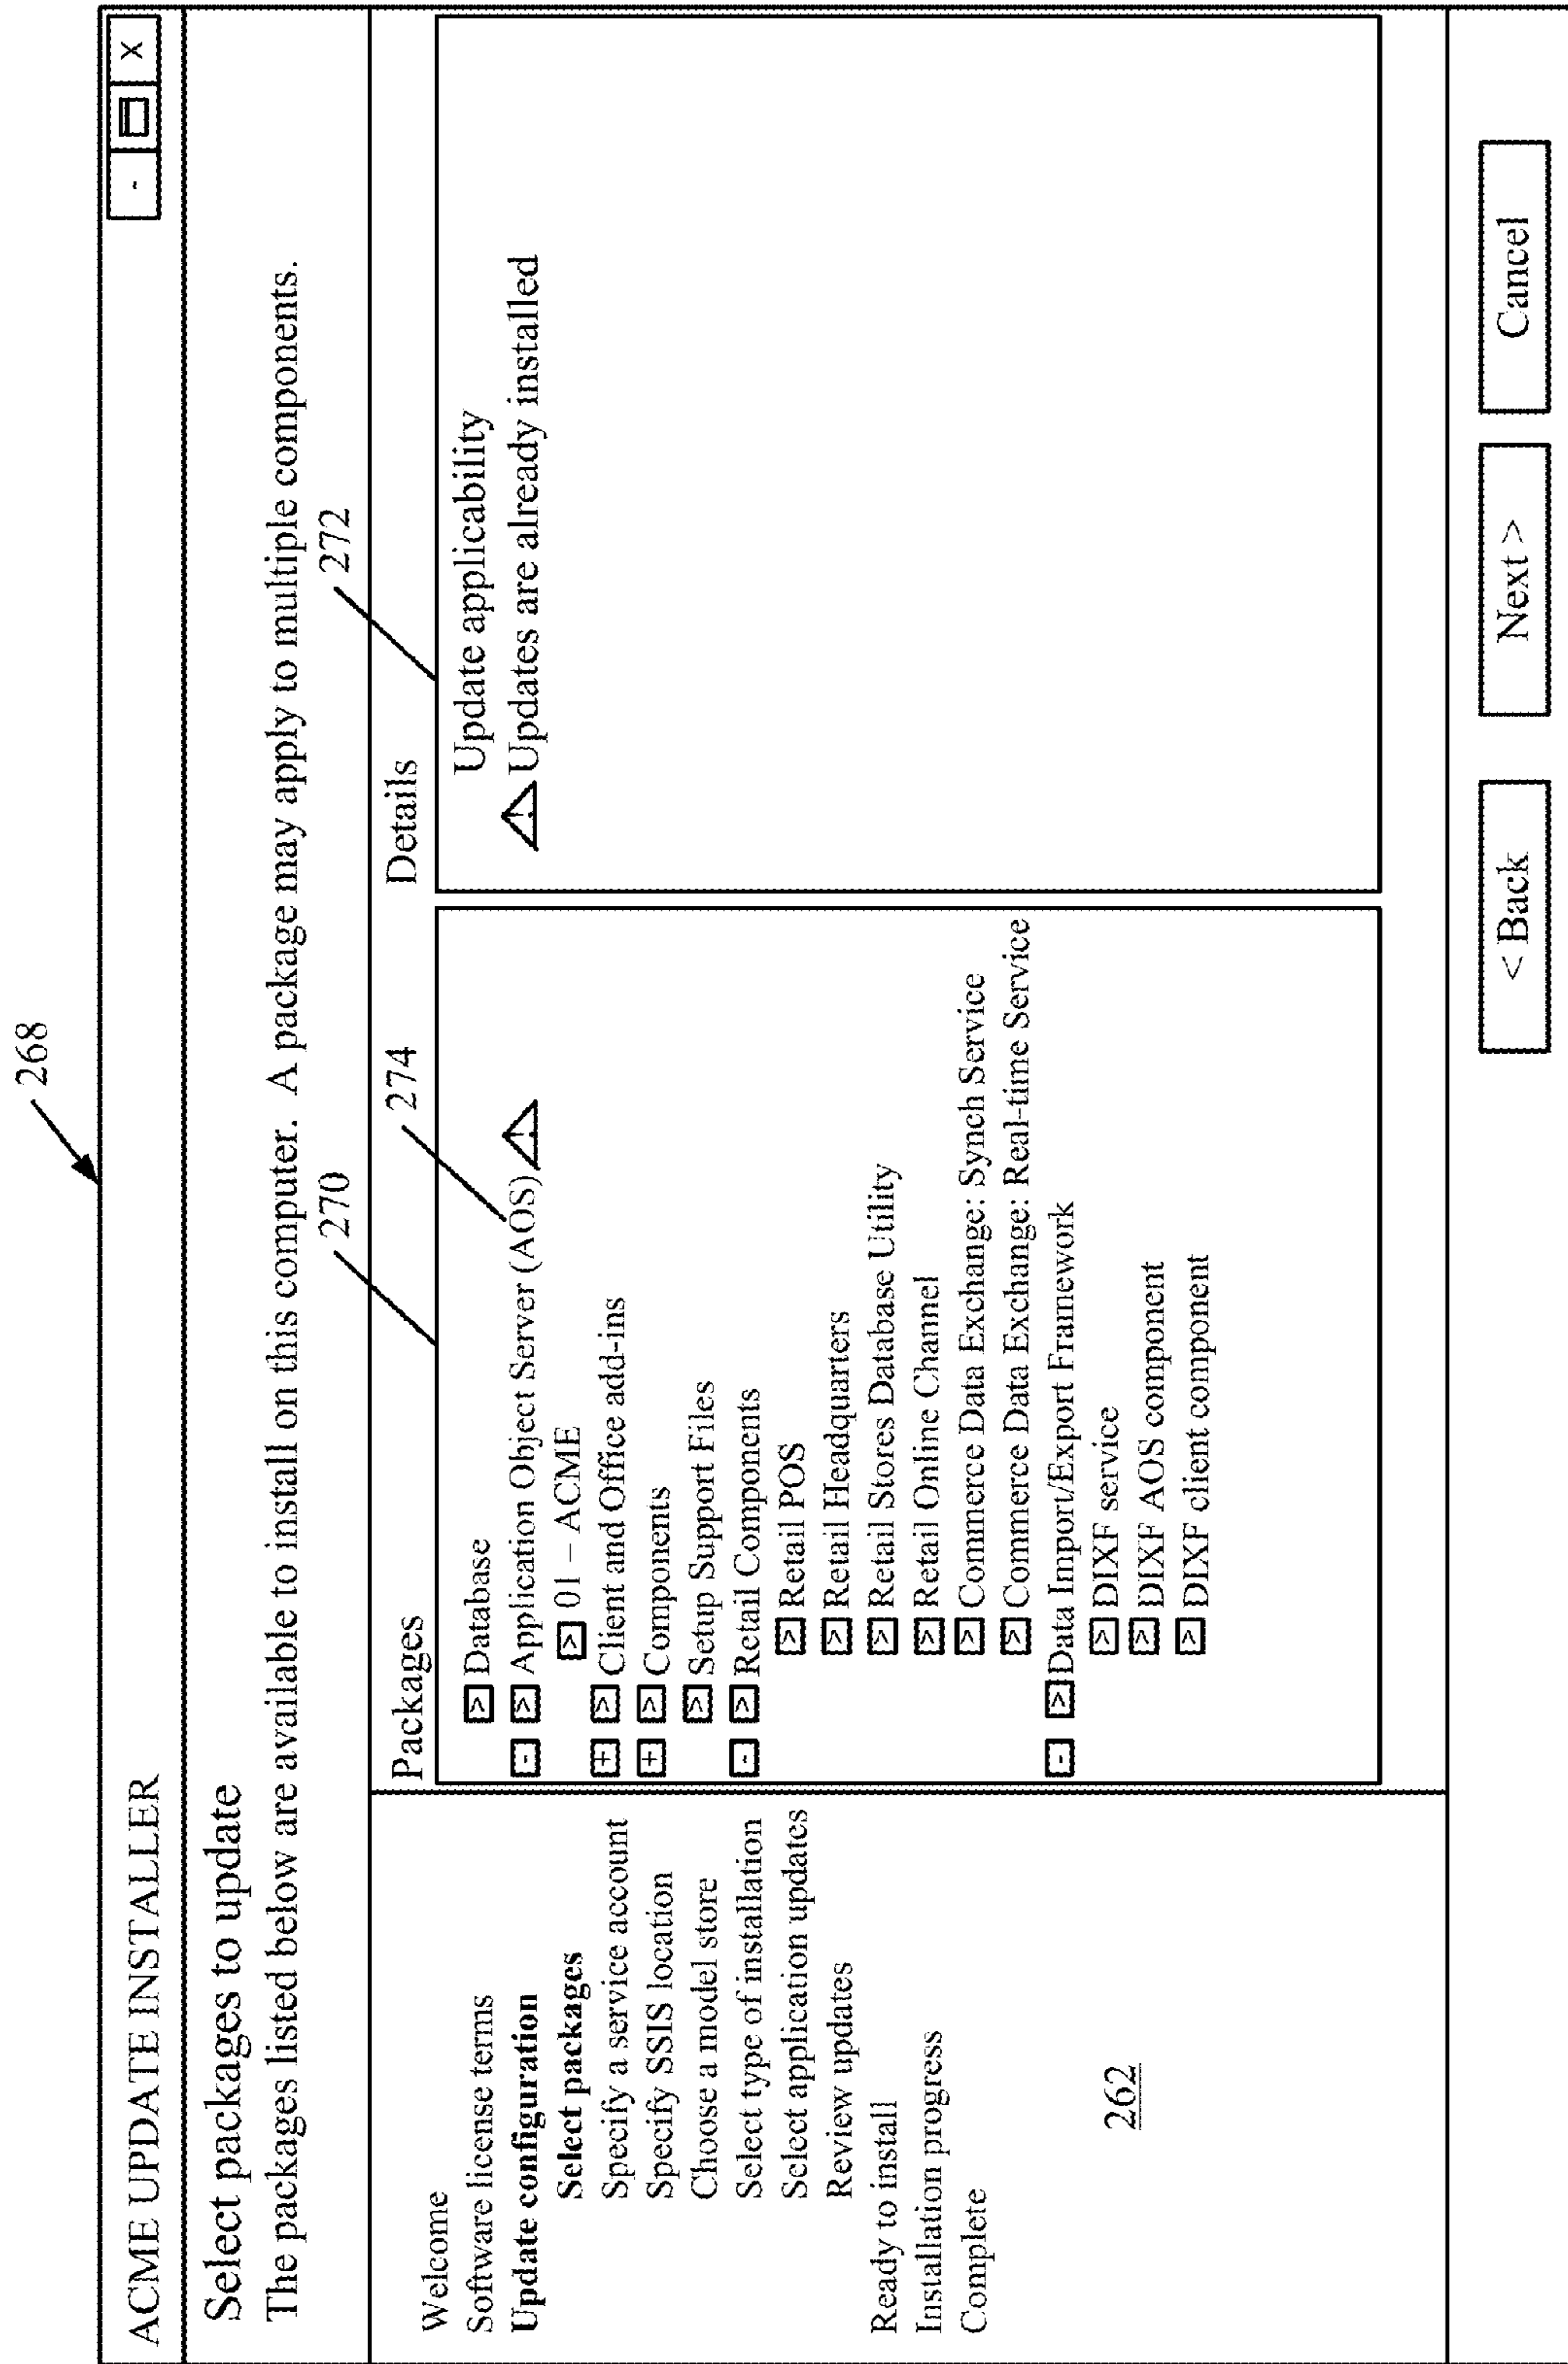 268
ACME UPDATE INSTALLER
- X
Select packages to update
The packages listed below are available to install on this computer. A package may apply to multiple components.
270
274
272
Welcome
Software license terms
Update configuration
Select packages
Specify a service account
Specify SSIS location
Choose a model store
Select type of installation
Select application updates
Review updates
Ready to install
Installation progress
Complete
262
Packages
> Database
- > Application Object Server (AOS) !
> 01 – ACME
+ > Client and Office add-ins
+ > Components
> Setup Support Files
- > Retail Components
> Retail POS
> Retail Headquarters
> Retail Stores Database Utility
> Retail Online Channel
> Commerce Data Exchange: Synch Service
> Commerce Data Exchange: Real-time Service
- > Data Import/Export Framework
> DIXF service
> DIXF AOS component
> DIXF client component
Details
Update applicability
! Updates are already installed
< Back
Next >
Cancel